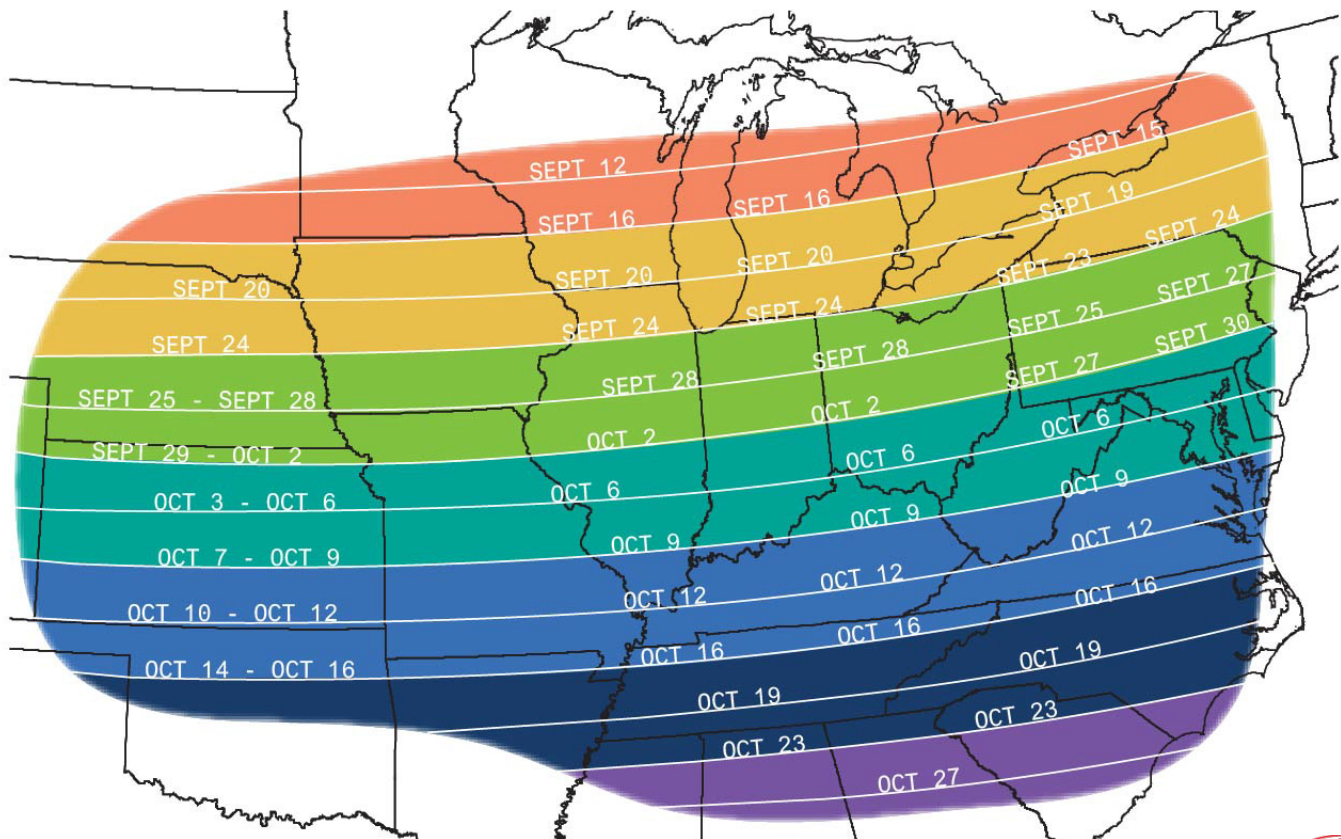 SEPT 12
SEPT 15
SEPT 16
SEPT 16
SEPT 19
SEPT 20
SEPT 20
SEPT 20
SEPT 24
SEPT 23
SEPT 24
SEPT 24
SEPT 24
SEPT 27
SEPT 25
SEPT 28
SEPT 28
SEPT 25 - SEPT 28
SEPT 30
SEPT 27
OCT 2
OCT 2
SEPT 29 - OCT 2
OCT 6
OCT 6
OCT 6
OCT 3 - OCT 6
OCT 9
OCT 9
OCT 9
OCT 7 - OCT 9
OCT 12
OCT 12
OCT 12
OCT 10 - OCT 12
OCT 16
OCT 16
OCT 16
OCT 14 - OCT 16
OCT 19
OCT 19
OCT 23
OCT 23
OCT 27